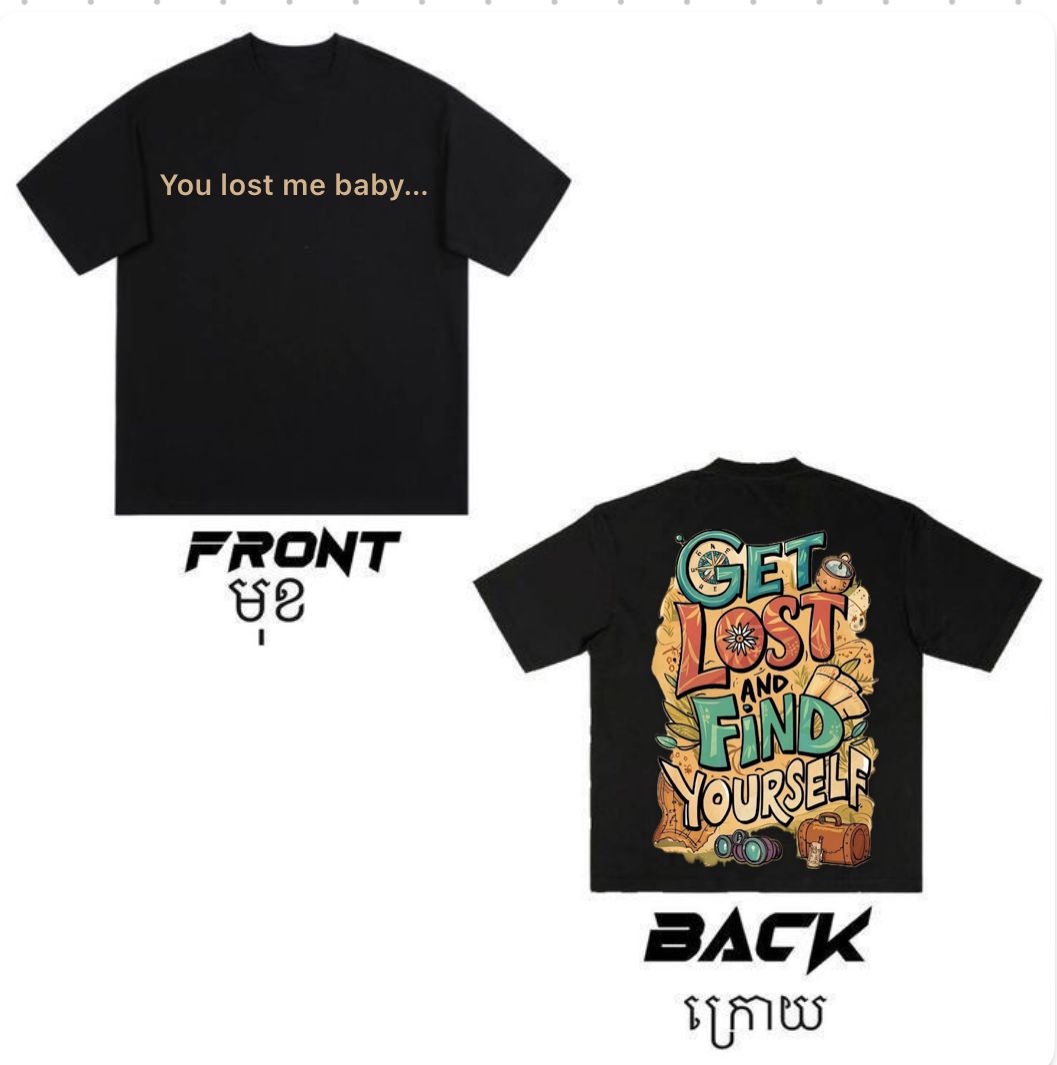 You lost me baby...
FRONT
មុខ
GET
LOST
AND
FIND
YOURSELF
BACK
ក្រោយ